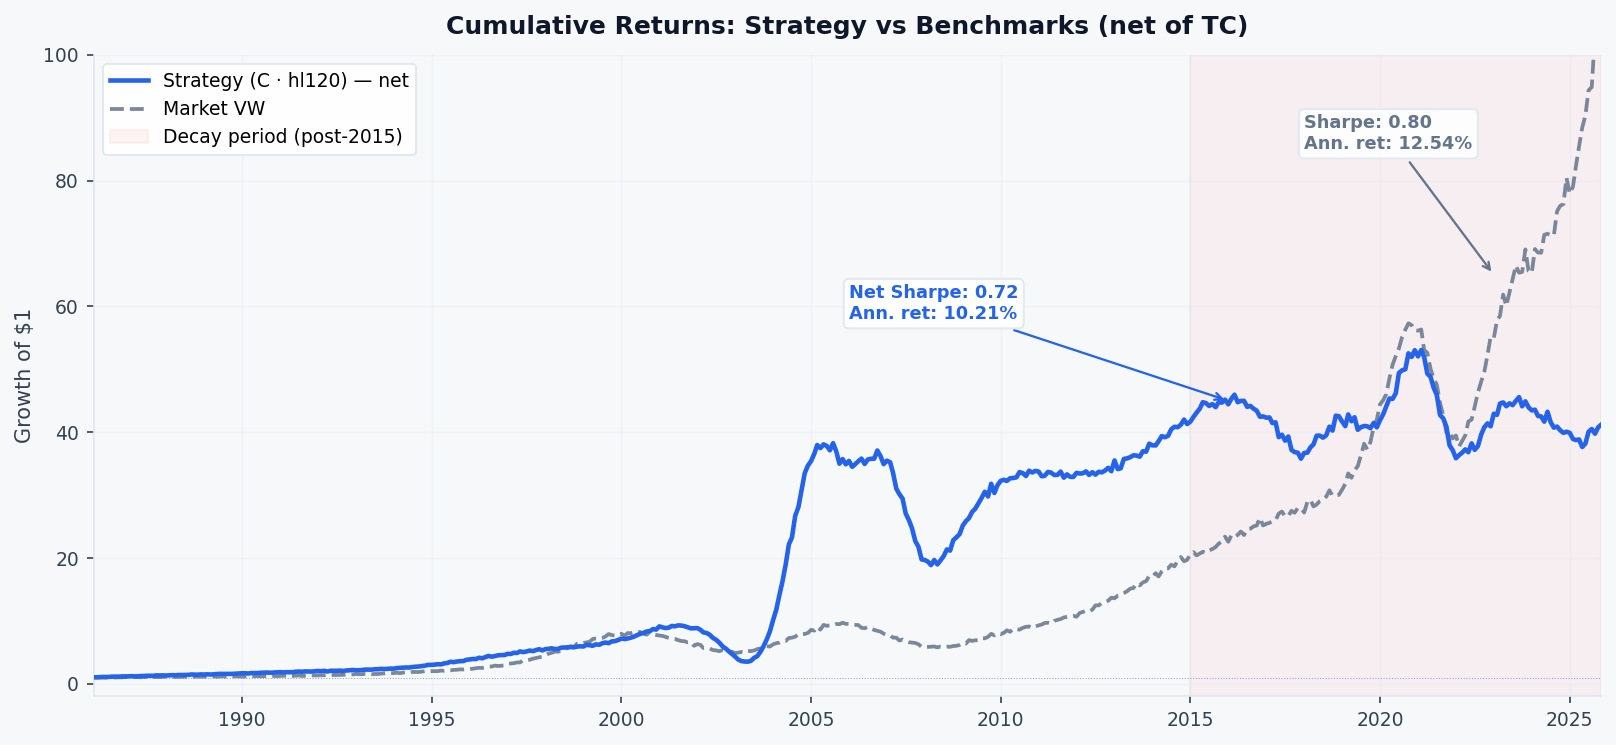 Cumulative Returns: Strategy vs Benchmarks (net of TC)
Strategy (C · hl120) — net
Market VW
Decay period (post-2015)
Sharpe: 0.80
Ann. ret: 12.54%
Net Sharpe: 0.72
Ann. ret: 10.21%
Growth of $1
100
80
60
40
20
0
1990
1995
2000
2005
2010
2015
2020
2025